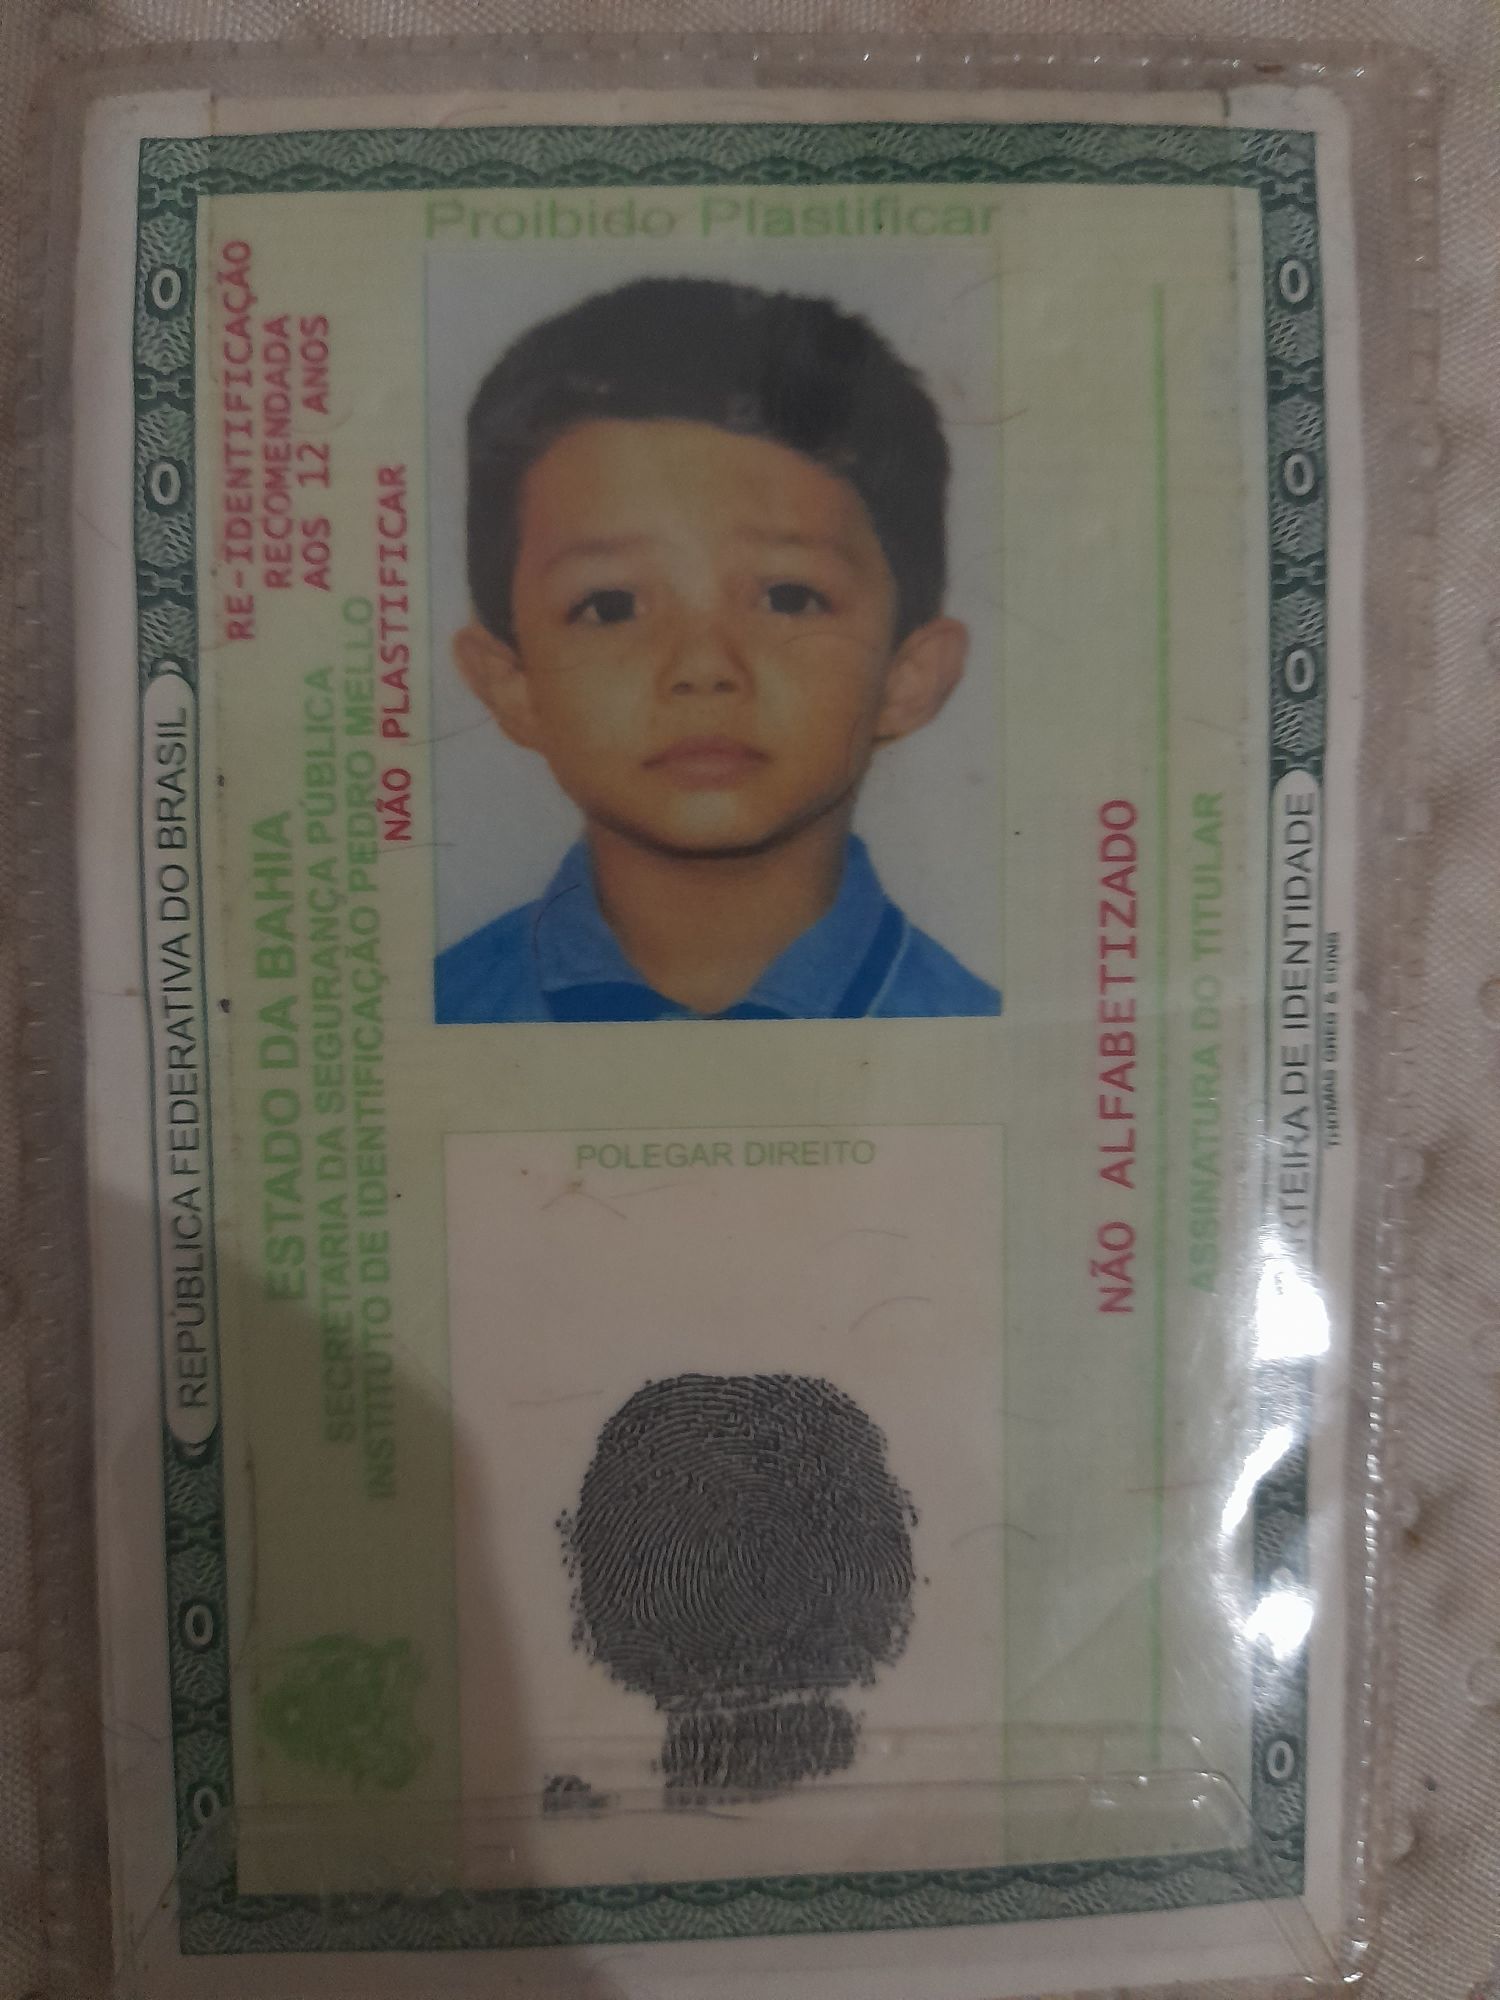 REPÚBLICA FEDERATIVA DO BRASIL
ESTADO DA BAHIA
SECRETARIA DA SEGURANÇA PÚBLICA
INSTITUTO DE IDENTIFICAÇÃO PEDRO MELLO
RE-IDENTIFICAÇÃO
RECOMENDADA
AOS 12 ANOS
NÃO PLASTIFICAR
Proibido Plastificar
POLEGAR DIREITO
NÃO ALFABETIZADO
ASSINATURA DO TITULAR
CARTEIRA DE IDENTIDADE
THOMAS GREG & SONS